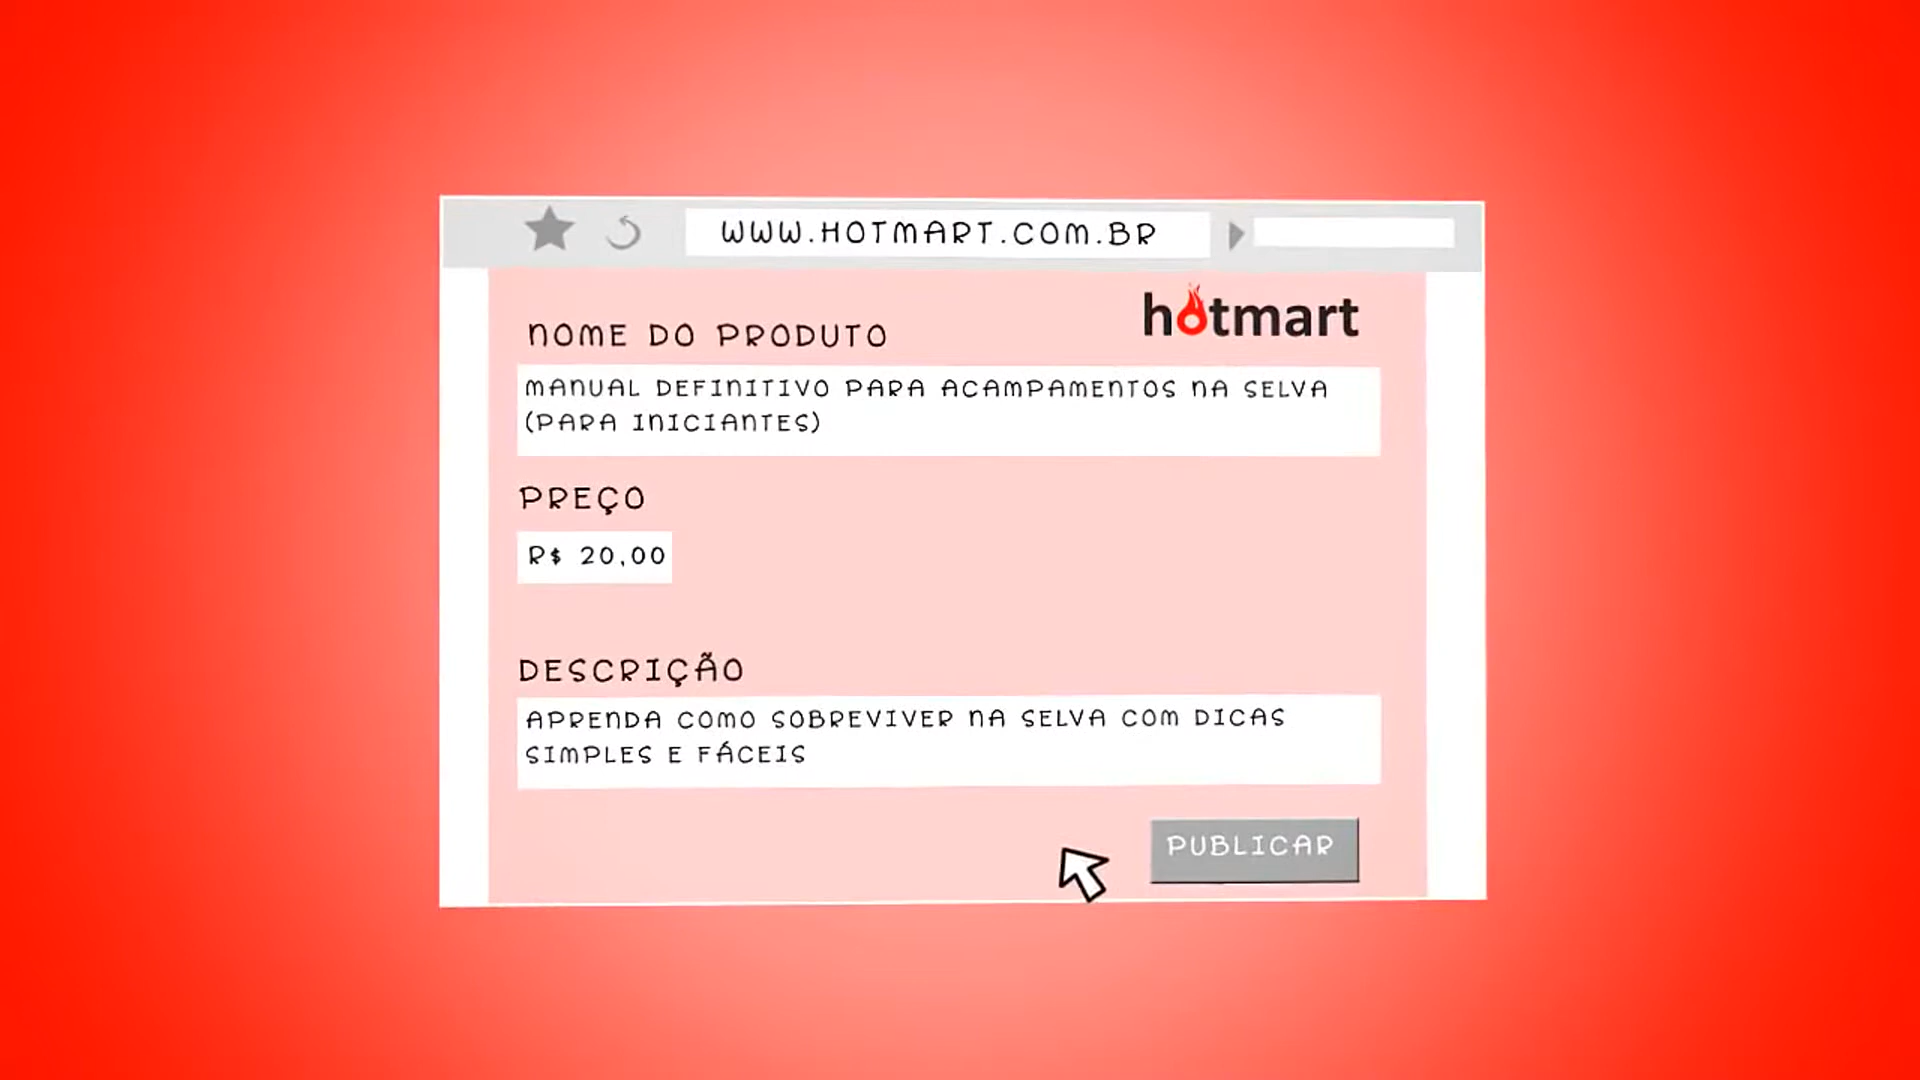 WWW.HOTMART.COM.BR
hotmart
NOME DO PRODUTO
MANUAL DEFINITIVO PARA ACAMPAMENTOS NA SELVA
(PARA INICIANTES)
PREÇO
R$ 20,00
DESCRIÇÃO
APRENDA COMO SOBREVIVER NA SELVA COM DICAS
SIMPLES E FÁCEIS
PUBLICAR